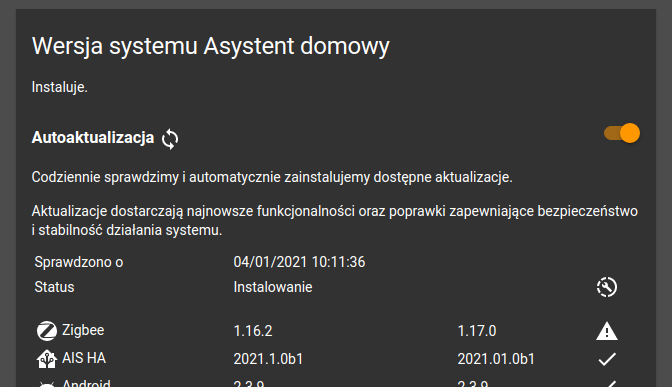 Wersja systemu Asystent domowy
Instaluje.
Autoaktualizacja
Codziennie sprawdzimy i automatycznie zainstalujemy dostępne aktualizacje.
Aktualizacje dostarczają najnowsze funkcjonalności oraz poprawki zapewniające bezpieczeństwo
i stabilność działania systemu.
Sprawdzono o 04/01/2021 10:11:36
Status Instalowanie
Zigbee 1.16.2 1.17.0
AIS HA 2021.1.0b1 2021.01.0b1
Android 2.3.9 2.3.9